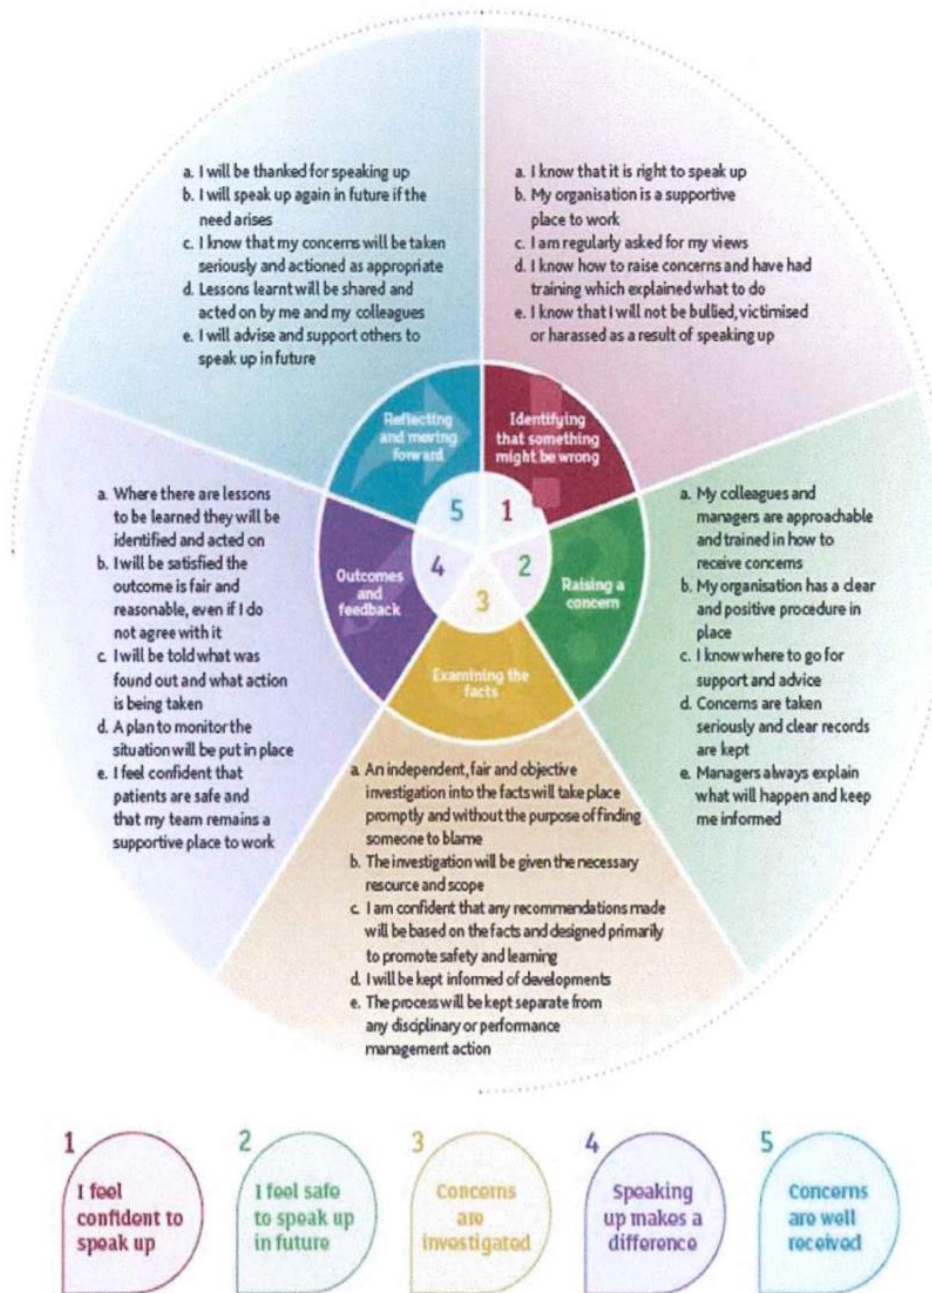 a. I will be thanked for speaking up
b. I will speak up again in future if the
need arises
c. I know that my concerns will be taken
seriously and actioned as appropriate
d. Lessons learnt will be shared and
acted on by me and my colleagues
e. I will advise and support others to
speak up in future
a. I know that it is right to speak up
b. My organisation is a supportive
place to work
c. I am regularly asked for my views
d. I know how to raise concerns and have had
training which explained what to do
e. I know that I will not be bullied, victimised
or harassed as a result of speaking up
Reflecting
and moving
forward
Identifying
that something
might be wrong
5
1
4
2
3
Outcomes
and
feedback
Raising a
concern
Examining the
facts
a. Where there are lessons
to be learned they will be
identified and acted on
b. I will be satisfied the
outcome is fair and
reasonable, even if I do
not agree with it
c. I will be told what was
found out and what action
is being taken
d. A plan to monitor the
situation will be put in place
e. I feel confident that
patients are safe and
that my team remains a
supportive place to work
a. My colleagues and
managers are approachable
and trained in how to
receive concerns
b. My organisation has a clear
and positive procedure in
place
c. I know where to go for
support and advice
d. Concerns are taken
seriously and clear records
are kept
e. Managers always explain
what will happen and keep
me informed
a. An independent, fair and objective
investigation into the facts will take place
promptly and without the purpose of finding
someone to blame
b. The investigation will be given the necessary
resource and scope
c. I am confident that any recommendations made
will be based on the facts and designed primarily
to promote safety and learning
d. I will be kept informed of developments
e. The process will be kept separate from
any disciplinary or performance
management action
1
I feel
confident to
speak up
2
I feel safe
to speak up
in future
3
Concerns
are
investigated
4
Speaking
up makes a
difference
5
Concerns
are well
received